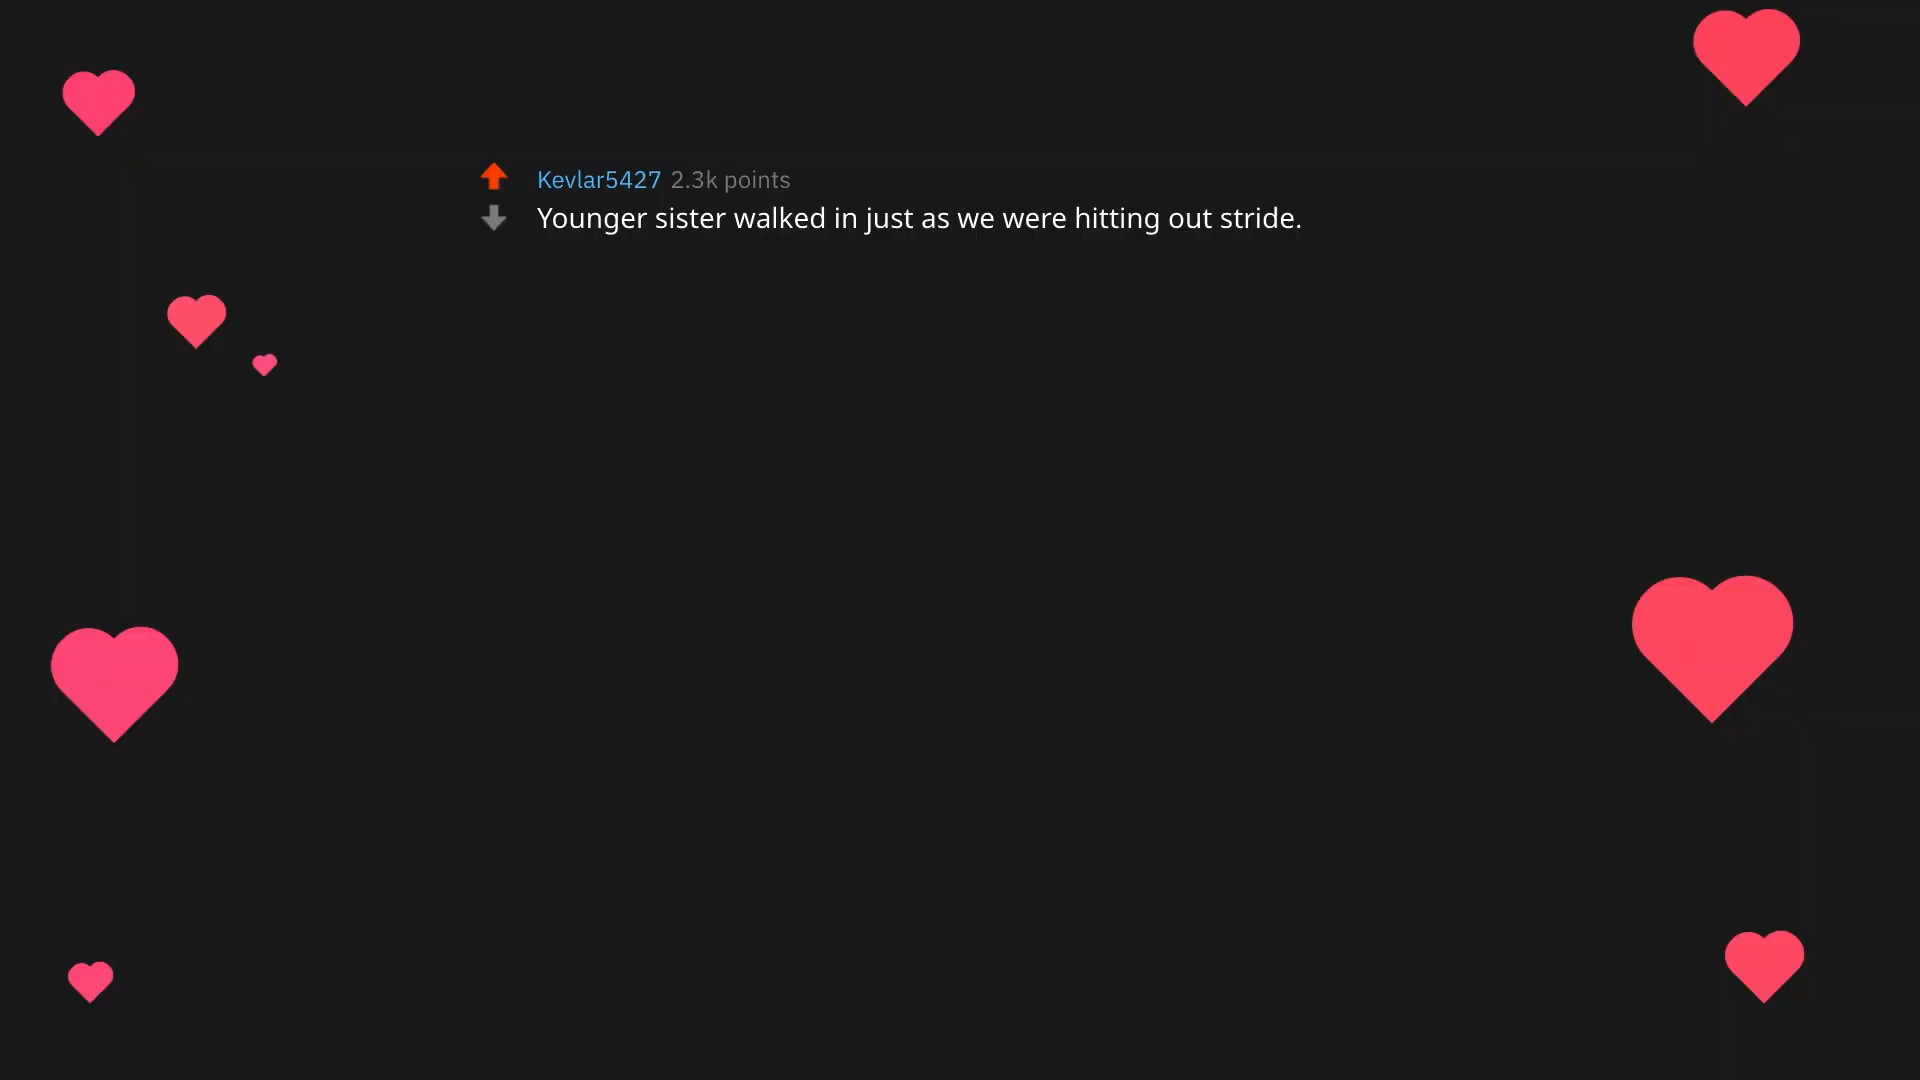 Kevlar5427 2.3k points
Younger sister walked in just as we were hitting out stride.